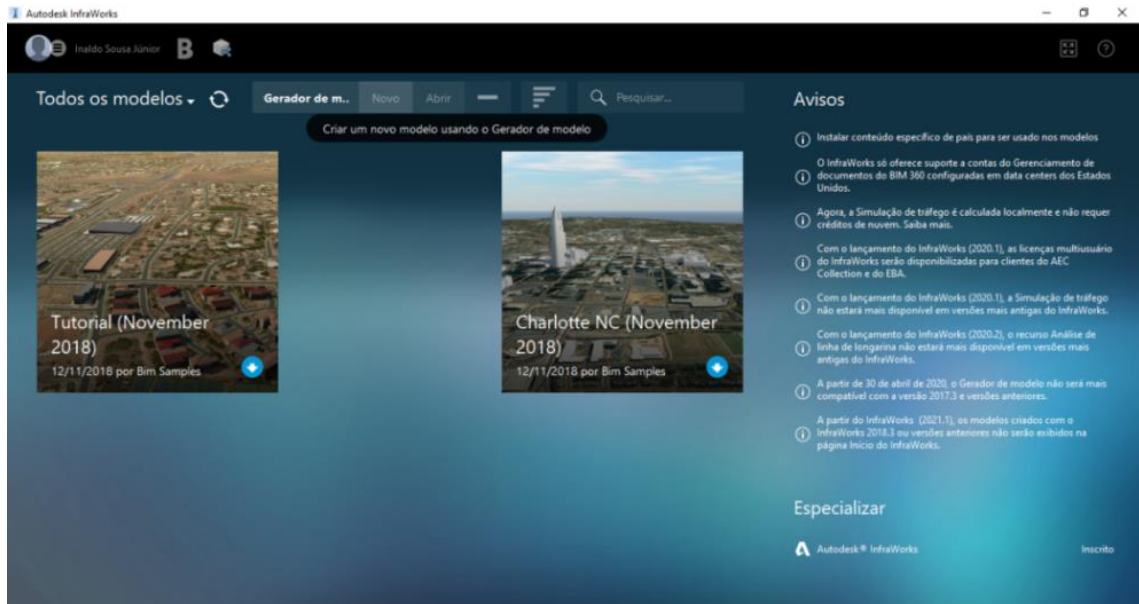 Autodesk InfraWorks
Inaldo Sousa Júnior
Todos os modelos
Gerador de m.. Novo Abrir Pesquisar...
Criar um novo modelo usando o Gerador de modelo
Tutorial (November
2018)
12/11/2018 por Bim Samples
Charlotte NC (November
2018)
12/11/2018 por Bim Samples
Avisos
Instalar conteúdo específico de país para ser usado nos modelos
O InfraWorks só oferece suporte a contas do Gerenciamento de
documentos do BIM 360 configuradas em data centers dos Estados
Unidos.
Agora, a Simulação de tráfego é calculada localmente e não requer
créditos de nuvem. Saiba mais.
Com o lançamento do InfraWorks (2020.1), as licenças multiusuário
do InfraWorks serão disponibilizadas para clientes do AEC
Collection e do EBA.
Com o lançamento do InfraWorks (2020.1), a Simulação de tráfego
não estará mais disponível em versões mais antigas do InfraWorks.
Com o lançamento do InfraWorks (2020.2), o recurso Análise de
linha de longarina não estará mais disponível em versões mais
antigas do InfraWorks.
A partir de 30 de abril de 2020, o Gerador de modelo não será mais
compatível com a versão 2017.3 e versões anteriores.
A partir do InfraWorks (2021.1), os modelos criados com o
InfraWorks 2018.3 ou versões anteriores não serão exibidos na
página Início do InfraWorks.
Especializar
Autodesk® InfraWorks Inscrito